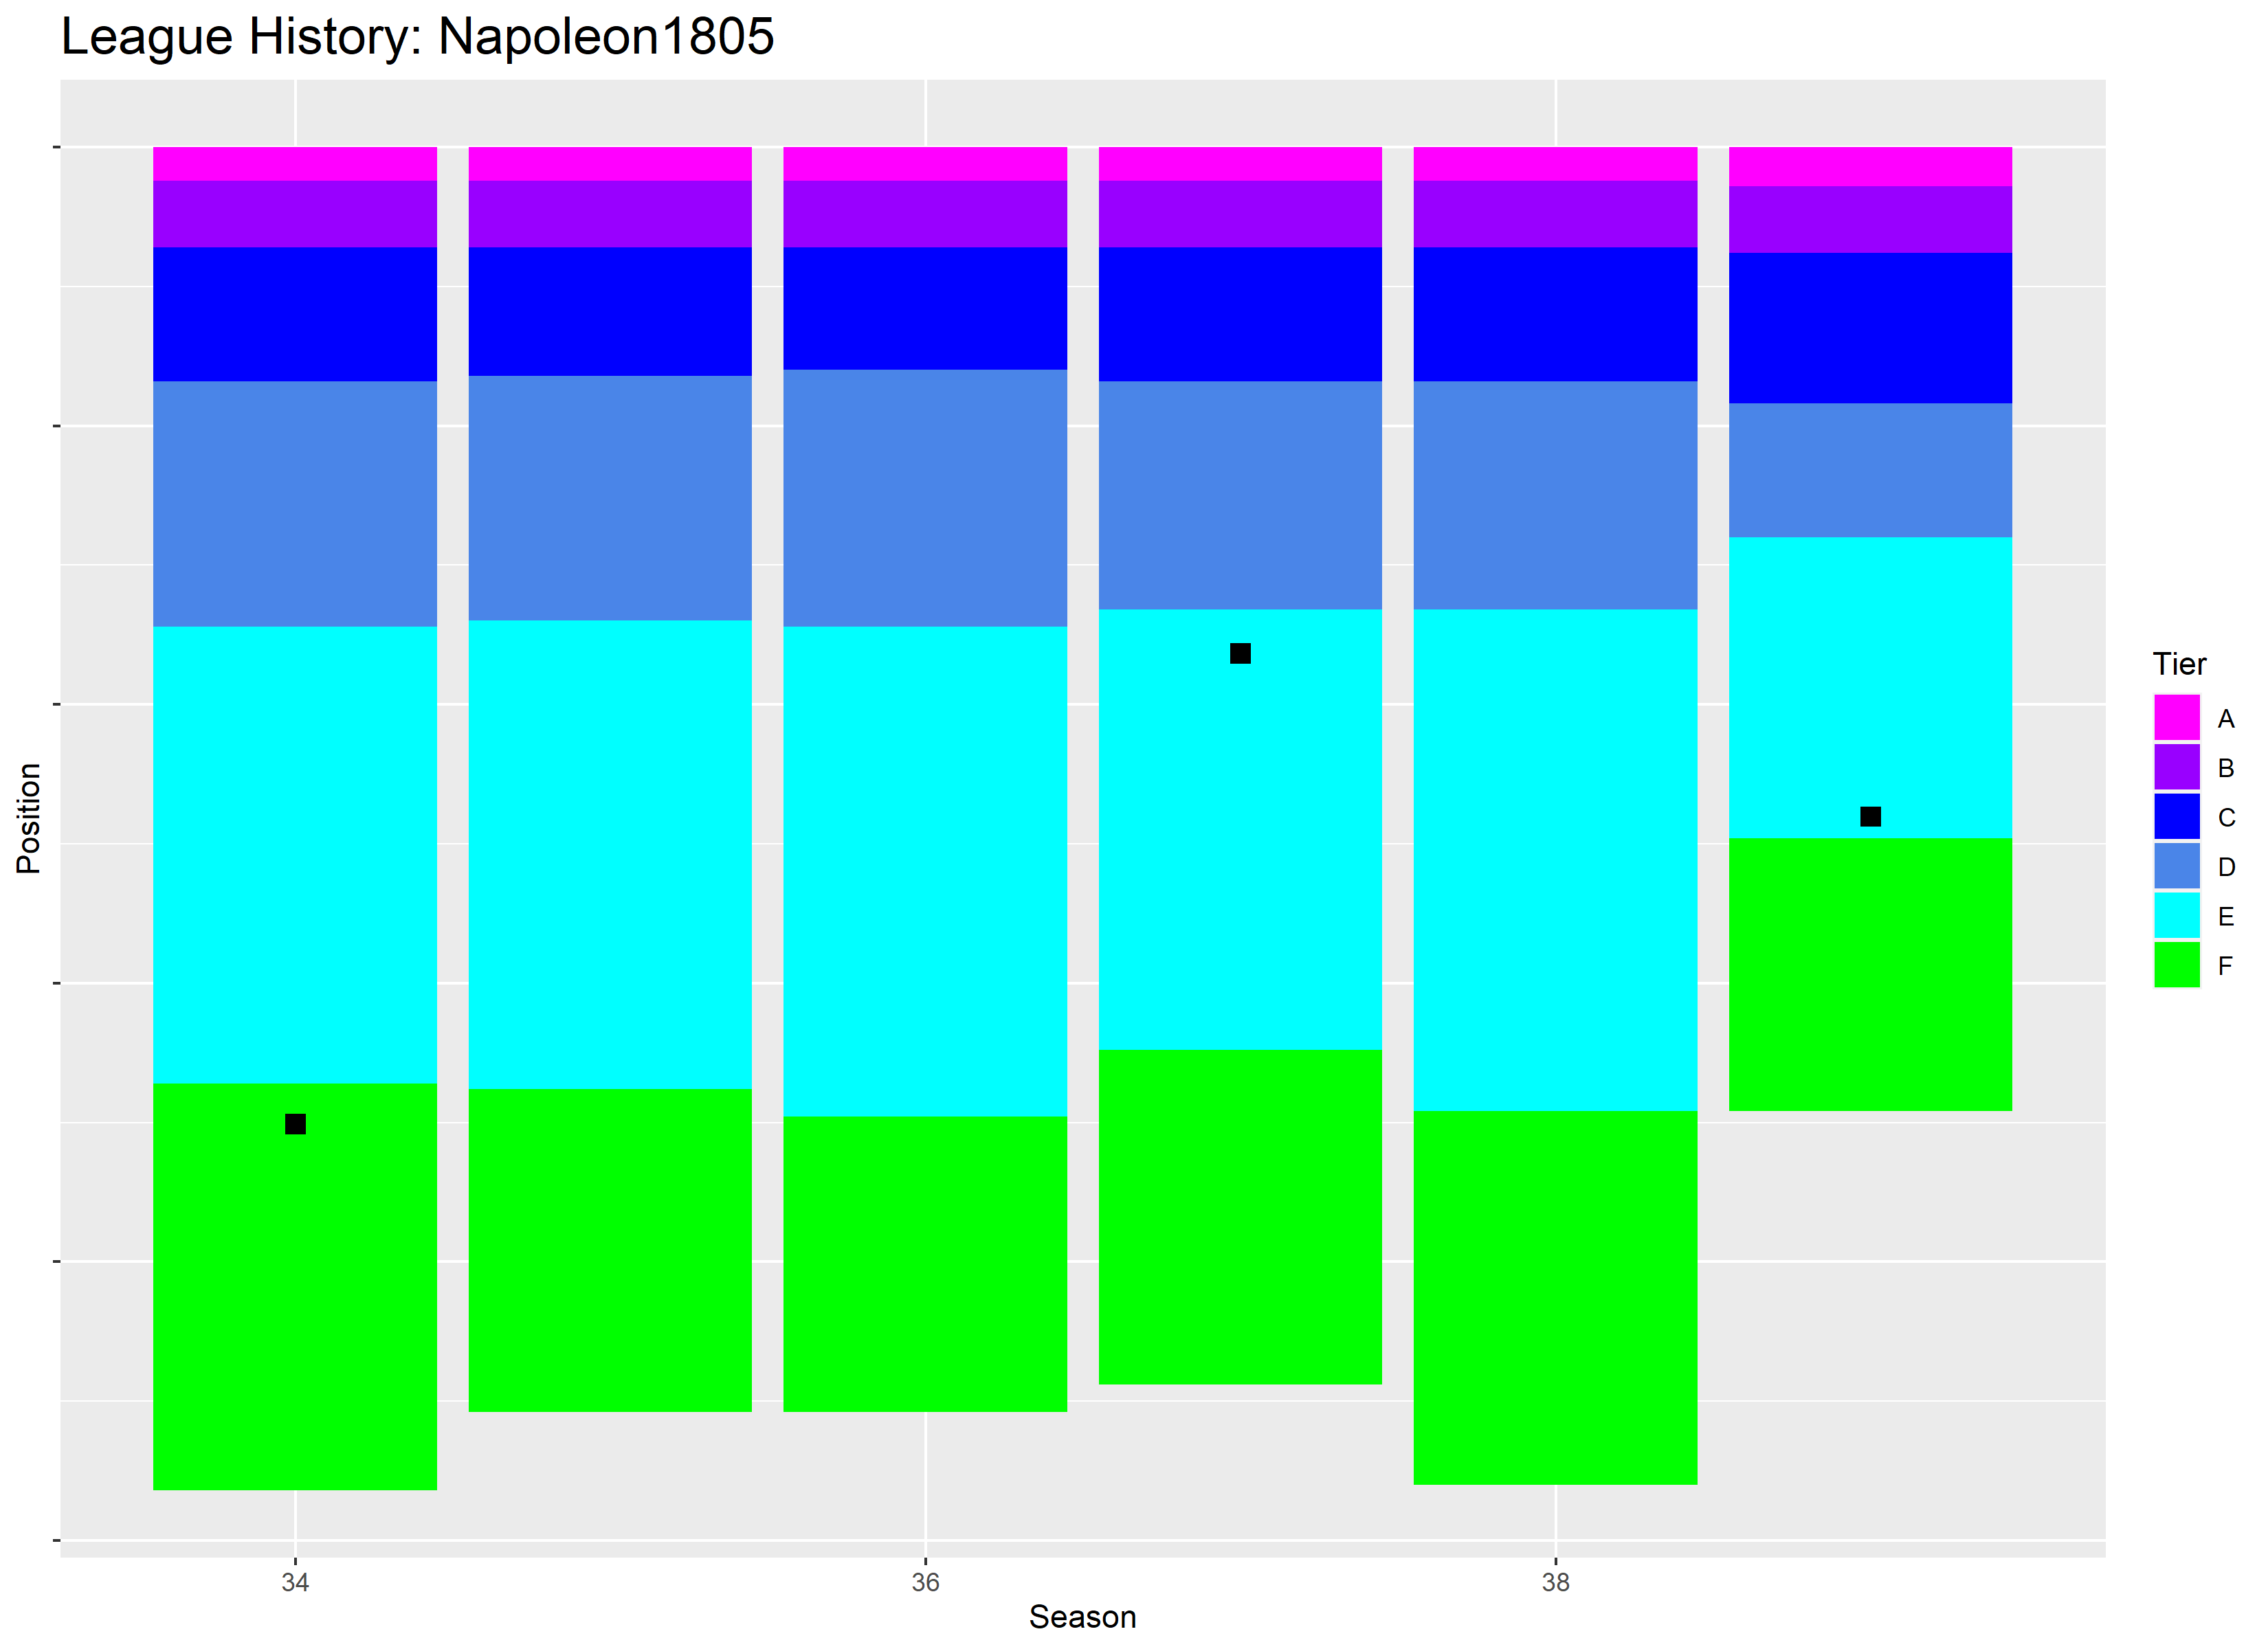 League History: Napoleon1805
Position
34
36
38
Season
Tier
A
B
C
D
E
F